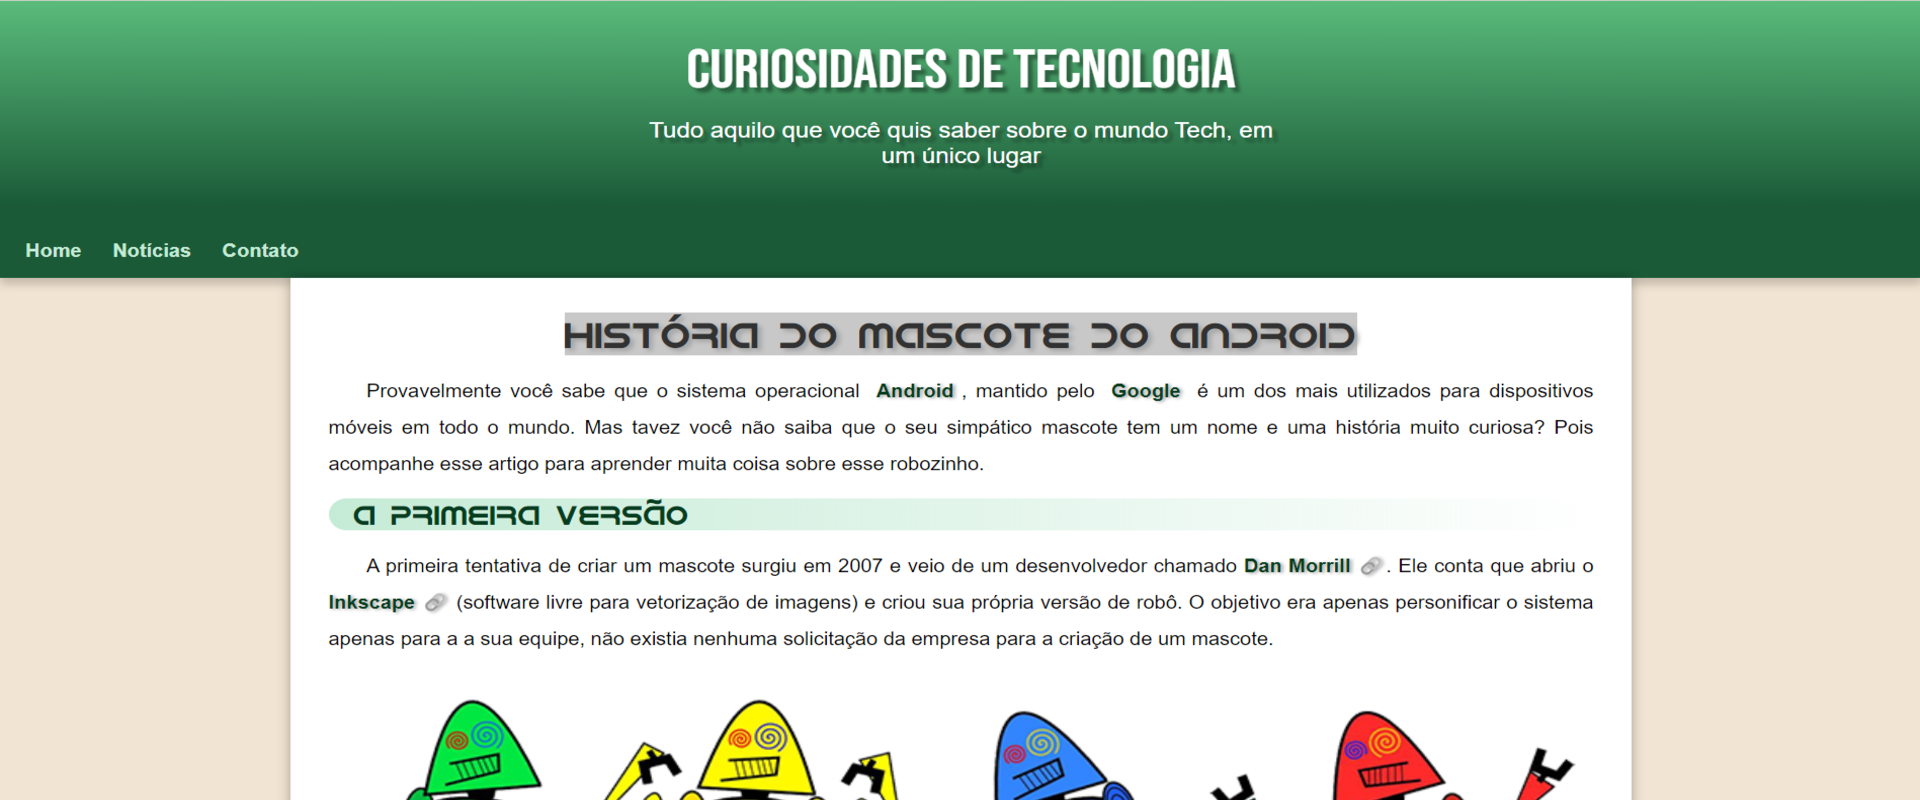 CURIOSIDADES DE TECNOLOGIA
Tudo aquilo que você quis saber sobre o mundo Tech, em
um único lugar
Home Notícias Contato
HISTÓRIA DO MASCOTE DO ANDROID
Provavelmente você sabe que o sistema operacional Android , mantido pelo Google é um dos mais utilizados para dispositivos
móveis em todo o mundo. Mas tavez você não saiba que o seu simpático mascote tem um nome e uma história muito curiosa? Pois
acompanhe esse artigo para aprender muita coisa sobre esse robozinho.
A PRIMEIRA VERSÃO
A primeira tentativa de criar um mascote surgiu em 2007 e veio de um desenvolvedor chamado Dan Morrill 🔗. Ele conta que abriu o
Inkscape 🔗 (software livre para vetorização de imagens) e criou sua própria versão de robô. O objetivo era apenas personificar o sistema
apenas para a a sua equipe, não existia nenhuma solicitação da empresa para a criação de um mascote.